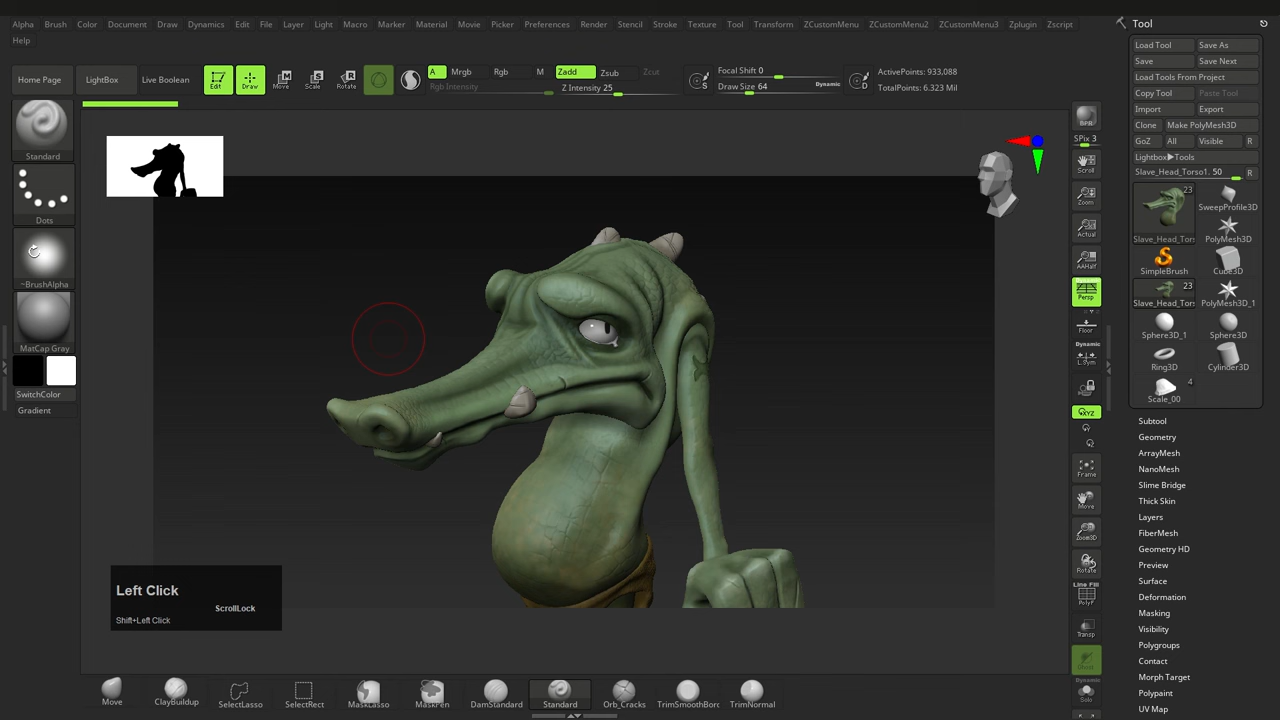 Alpha Brush Color Document Draw Dynamics Edit File Layer Light Macro Marker Material Movie Picker Preferences Render Stencil Stroke Texture Tool Transform ZCustomMenu ZCustomMenu2 ZCustomMenu3 Zplugin Zscript
Help
Home Page
LightBox
Live Boolean
Edit
Draw
Move
Scale
Rotate
A
Mrgb
Rgb
M
Rgb Intensity
Zadd
Zsub
Zcut
Z Intensity 25
Focal Shift 0
Draw Size 64
Dynamic
ActivePoints: 933,088
TotalPoints: 6.323 Mil
Standard
Dots
~BrushAlpha
MatCap Gray
SwitchColor
Gradient
Left Click
ScrollLock
Shift+Left Click
Move
ClayBuildup
SelectLasso
SelectRect
MaskLasso
MaskPen
DamStandard
Standard
Orb_Cracks
TrimSmoothBorc
TrimNormal
BPR
SPix 3
Scroll
Zoom
Actual
AAHalf
Persp
Floor
Dynamic
L.Sym
XYZ
Frame
Move
Zoom3D
Rotate
Line Fill
PolyF
Transp
Ghost
Dynamic
Solo
Tool
Load Tool
Save As
Save
Save Next
Load Tools From Project
Copy Tool
Paste Tool
Import
Export
Clone
Make PolyMesh3D
GoZ
All
Visible
R
Lightbox▶Tools
Slave_Head_Torso1. 50
R
23
Slave_Head_Tors
SweepProfile3D
PolyMesh3D
SimpleBrush
Cube3D
23
Slave_Head_Tors
PolyMesh3D_1
Sphere3D_1
Sphere3D
Ring3D
Cylinder3D
4
Scale_00
Subtool
Geometry
ArrayMesh
NanoMesh
Slime Bridge
Thick Skin
Layers
FiberMesh
Geometry HD
Preview
Surface
Deformation
Masking
Visibility
Polygroups
Contact
Morph Target
Polypaint
UV Map